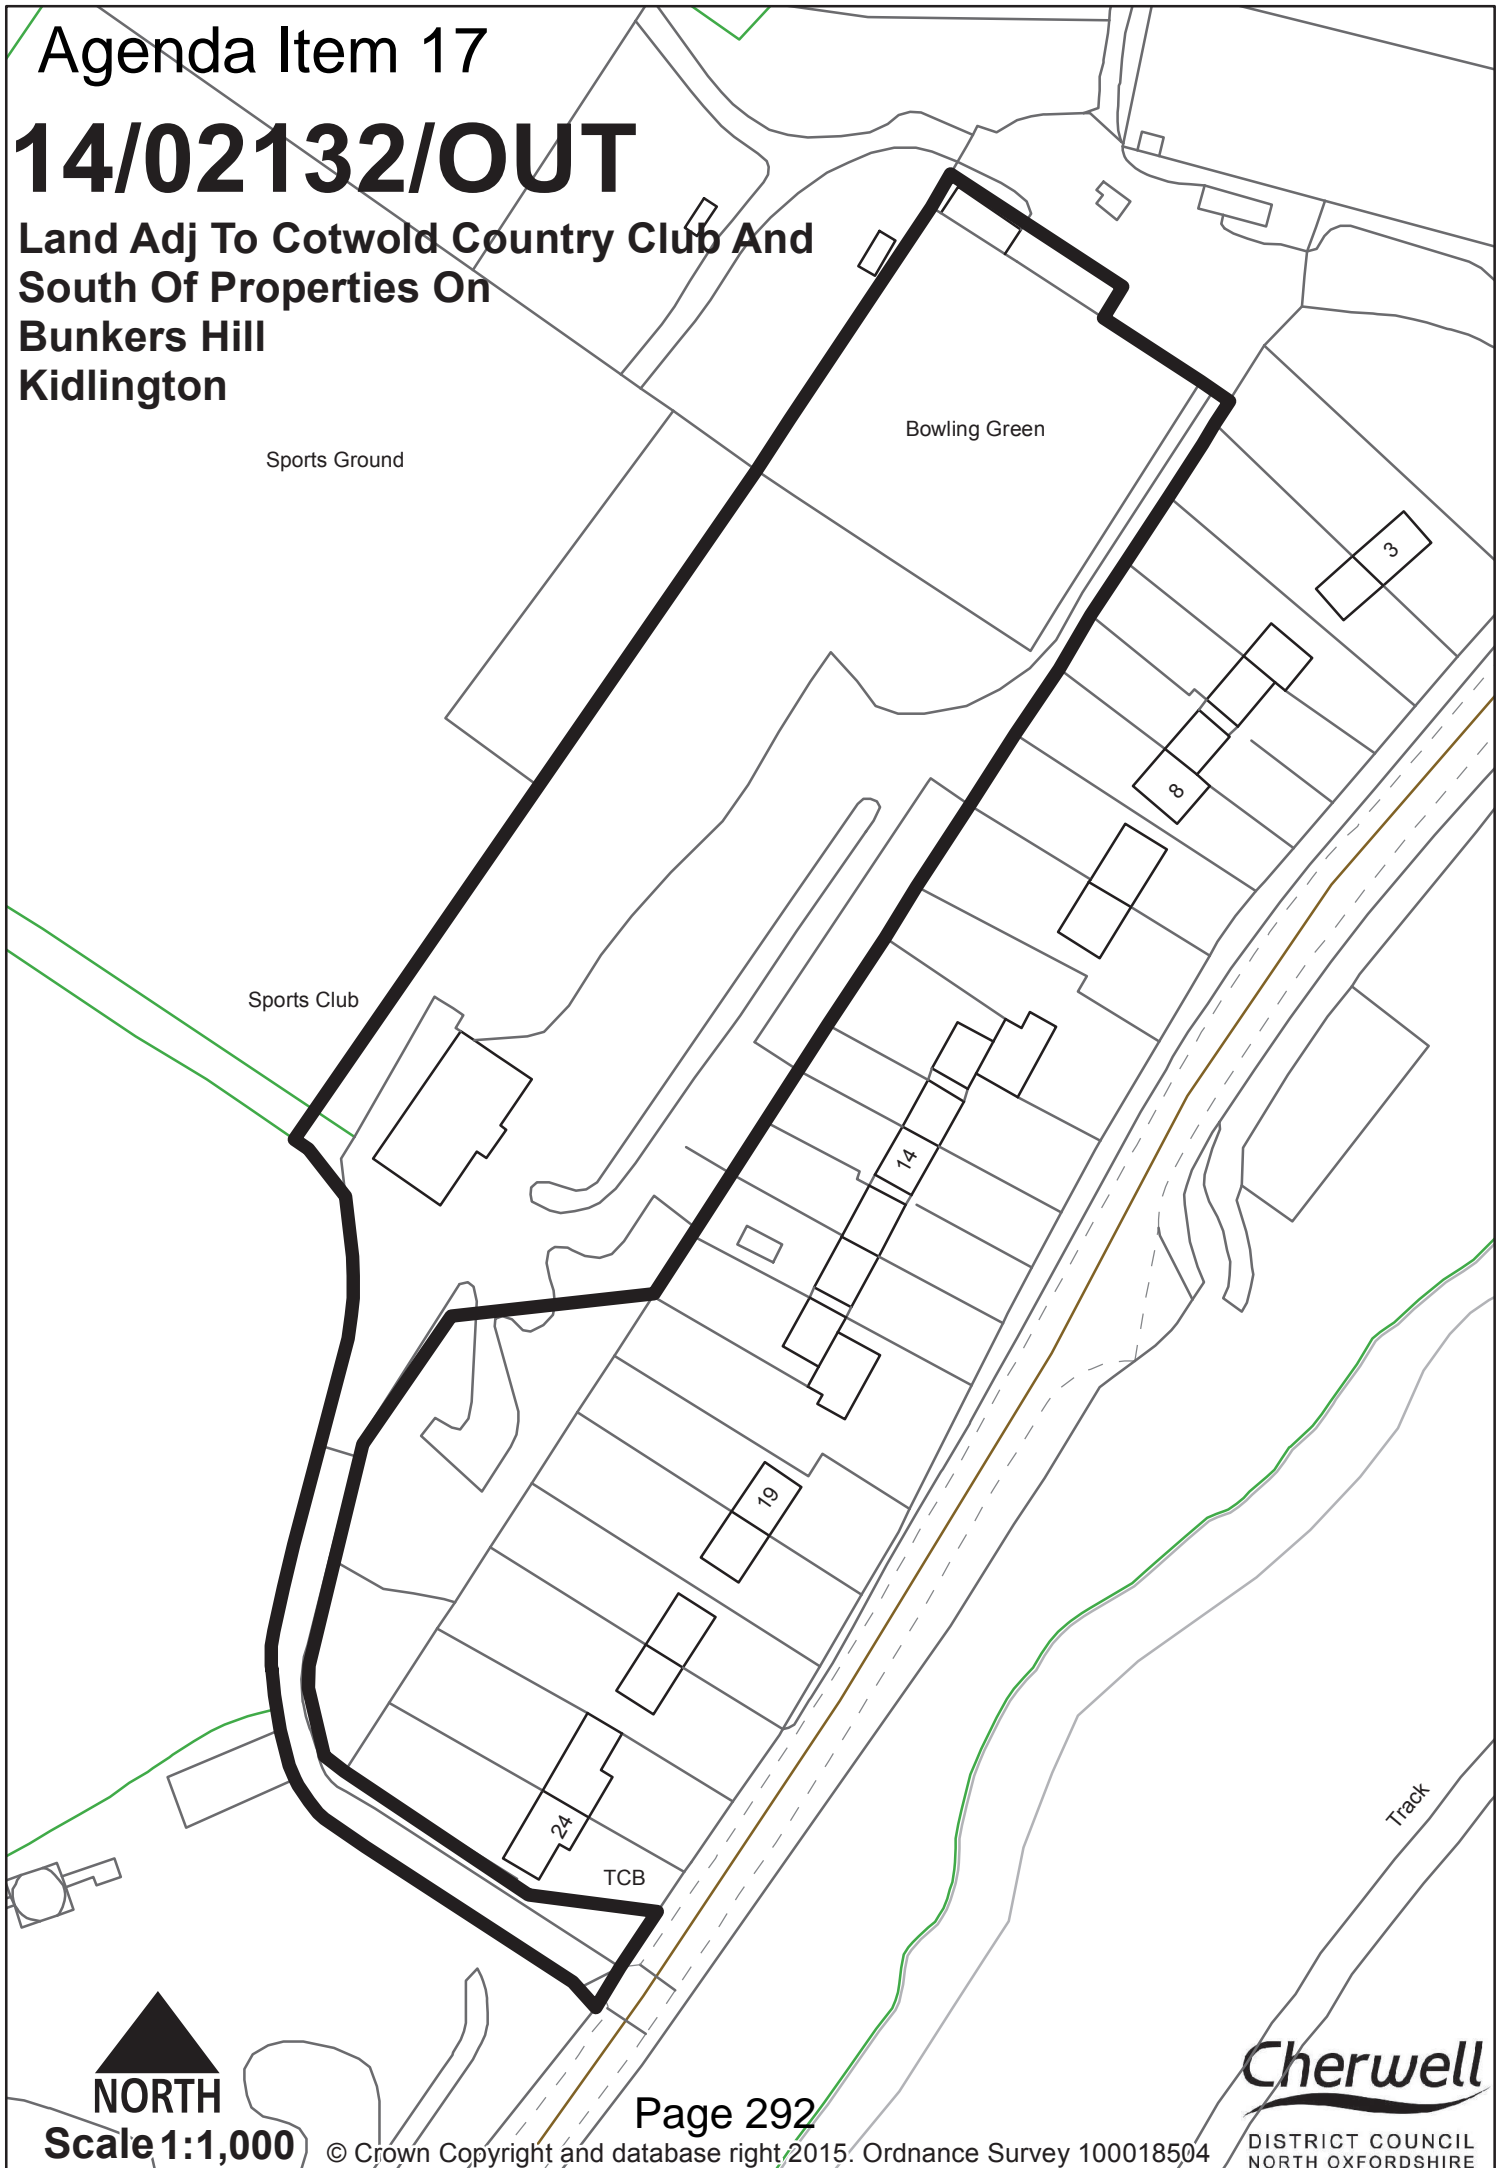 Agenda Item 17
14/02132/OUT
Land Adj To Cotwold Country Club And
South Of Properties On
Bunkers Hill
Kidlington
Bowling Green
Sports Ground
3
8
Sports Club
14
19
24
TCB
Track
NORTH
Scale 1:1,000
Page 292
© Crown Copyright and database right 2015. Ordnance Survey 100018504
Cherwell
DISTRICT COUNCIL
NORTH OXFORDSHIRE